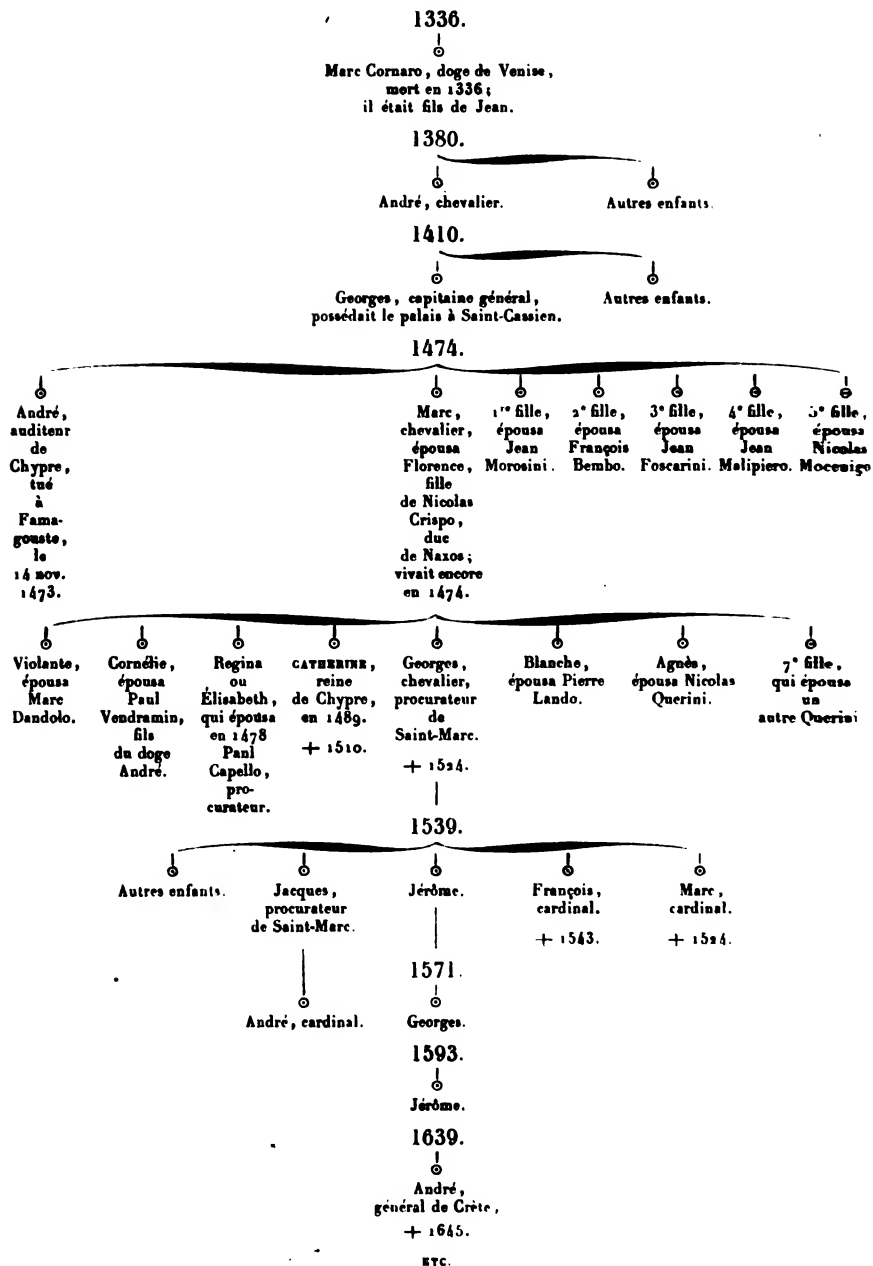 1336.
Marc Cornaro, doge de Venise,
mort en 1336;
il était fils de Jean.
1380.
André, chevalier.
Autres enfants.
1410.
Georges, capitaine général,
possédait le palais à Saint-Cassien.
Autres enfants.
1474.
André,
auditeur
de
Chypre,
tué
à
Fama-
gouste,
le
14 nov.
1473.
Marc,
chevalier,
épousa
Florence,
fille
de Nicolas
Crispo,
duc
de Naxos;
vivait encore
en 1474.
1re fille,
épousa
Jean
Morosini.
2e fille,
épousa
François
Bembo.
3e fille,
épousa
Jean
Foscarini.
4e fille,
épousa
Jean
Malipiero.
5e fille,
épousa
Nicolas
Mocenigo
Violante,
épousa
Marc
Dandolo.
Cornélie,
épousa
Paul
Vendramin,
fils
du doge
André.
Regina
ou
Élisabeth,
qui épousa
en 1478
Paul
Capello,
pro-
curateur.
CATHERINE,
reine
de Chypre,
en 1489.
+ 1510.
Georges,
chevalier,
procurateur
de
Saint-Marc.
+ 1524.
Blanche,
épousa Pierre
Lando.
Agnès,
épousa Nicolas
Querini.
7e fille,
qui épousa
un
autre Querini
1539.
Autres enfants.
Jacques,
procurateur
de Saint-Marc.
Jérôme.
François,
cardinal.
+ 1543.
Marc,
cardinal.
+ 1524.
1571.
André, cardinal.
Georges.
1593.
Jérôme.
1639.
André,
général de Crète,
+ 1645.
ETC.